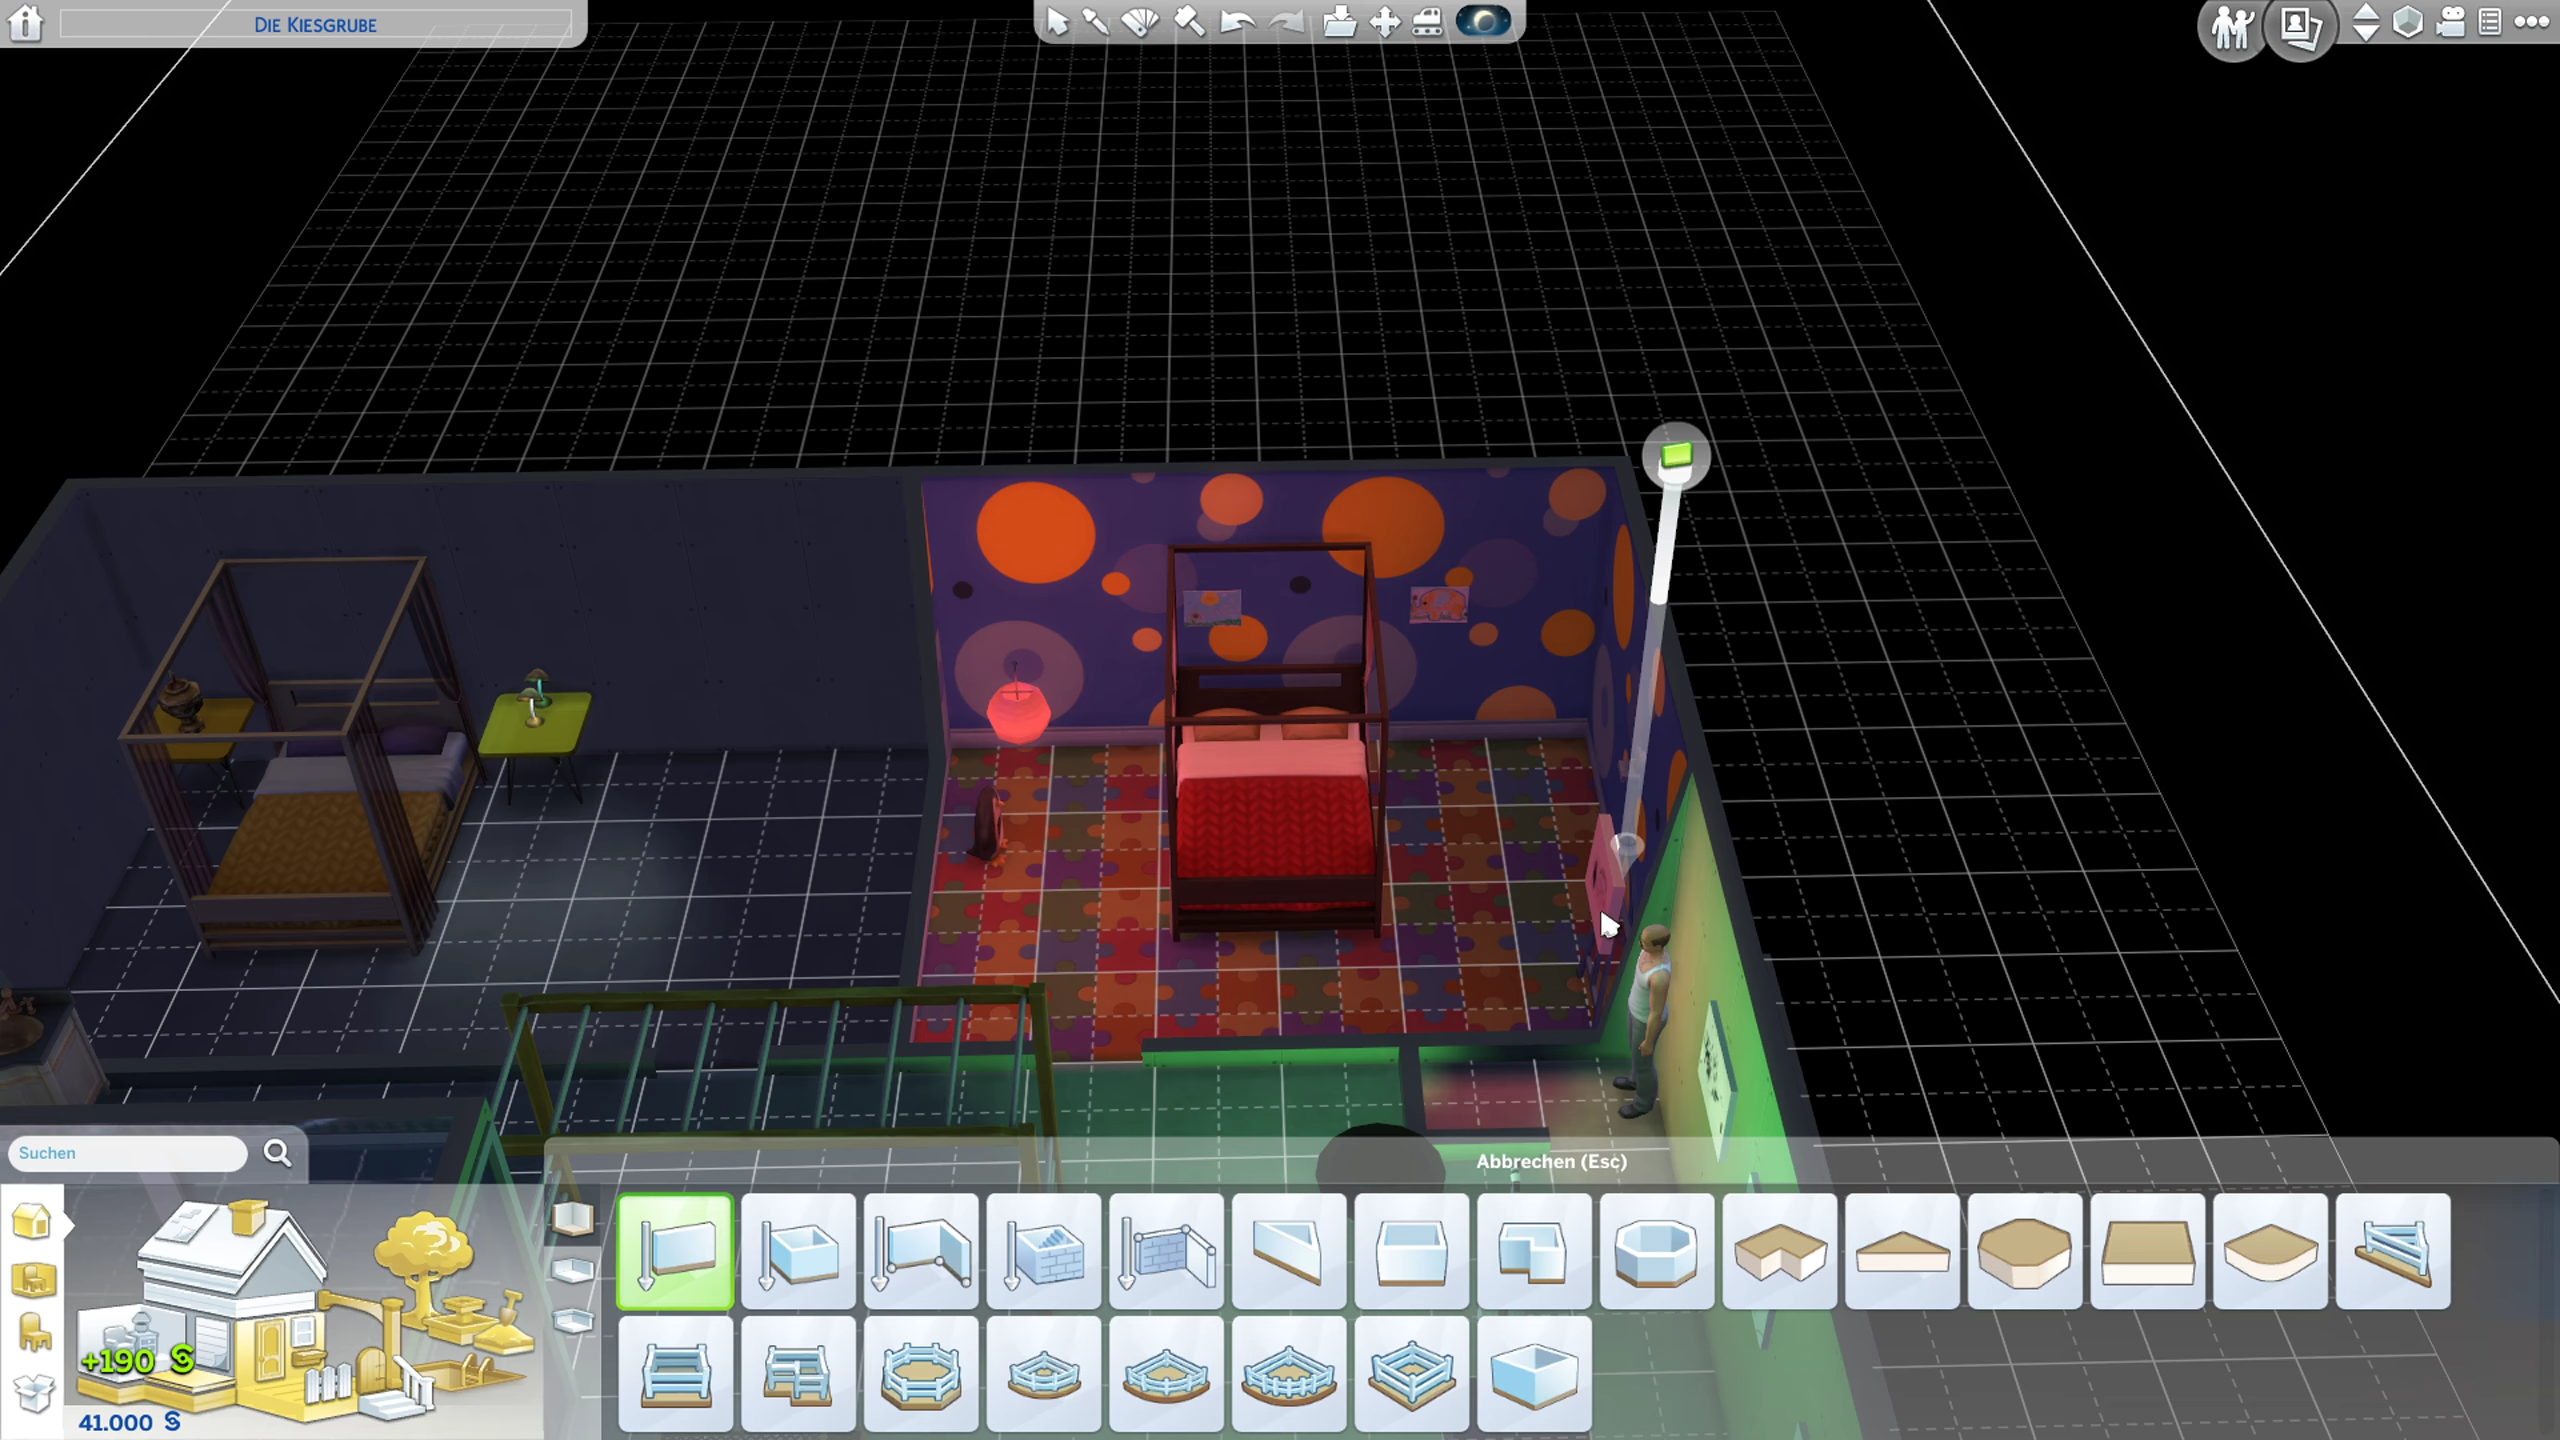 DIE KIESGRUBE
Suchen
Abbrechen (Esc)
+190 §
41.000 §